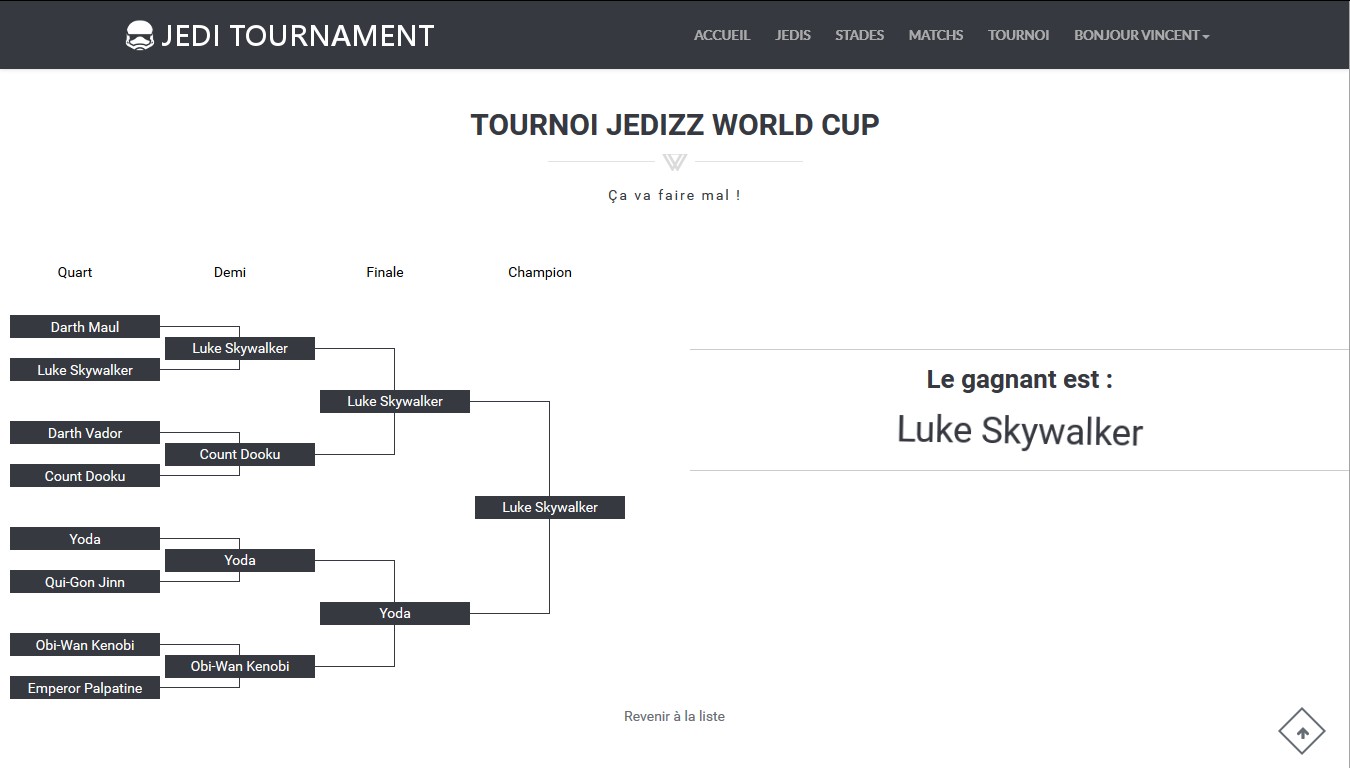 JEDI TOURNAMENT
ACCUEIL JEDIS STADES MATCHS TOURNOI BONJOUR VINCENT
TOURNOI JEDIZZ WORLD CUP
Ça va faire mal !
Quart Demi Finale Champion
Darth Maul
Luke Skywalker
Luke Skywalker
Luke Skywalker
Darth Vador
Count Dooku
Count Dooku
Luke Skywalker
Yoda
Yoda
Qui-Gon Jinn
Yoda
Obi-Wan Kenobi
Obi-Wan Kenobi
Emperor Palpatine
Le gagnant est :
Luke Skywalker
Revenir à la liste